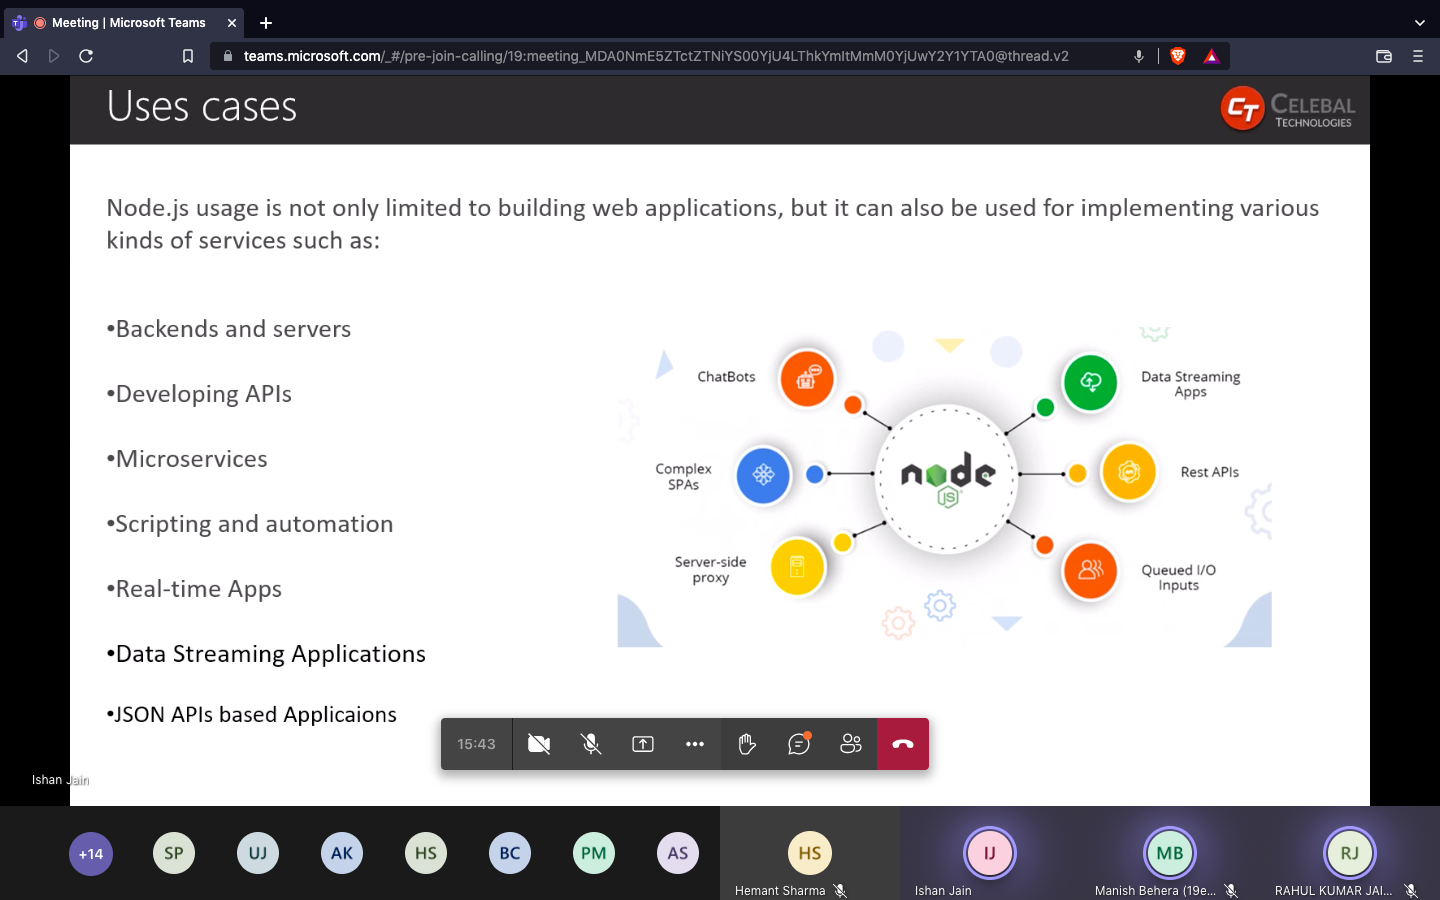 Meeting | Microsoft Teams
teams.microsoft.com/_#/pre-join-calling/19:meeting_MDA0NmE5ZTctZTNiYS00YjU4LThkYmItMmM0YjUwY2Y1YTA0@thread.v2
Uses cases
CT CELEBAL
TECHNOLOGIES
Node.js usage is not only limited to building web applications, but it can also be used for implementing various
kinds of services such as:
•Backends and servers
•Developing APIs
•Microservices
•Scripting and automation
•Real-time Apps
•Data Streaming Applications
•JSON APIs based Applicaions
ChatBots
Complex
SPAs
Server-side
proxy
node
JS
Data Streaming
Apps
Rest APIs
Queued I/O
Inputs
15:43
Ishan Jain
+14
SP
UJ
AK
HS
BC
PM
AS
HS
Hemant Sharma
IJ
Ishan Jain
MB
Manish Behera (19e...
RJ
RAHUL KUMAR JAI...